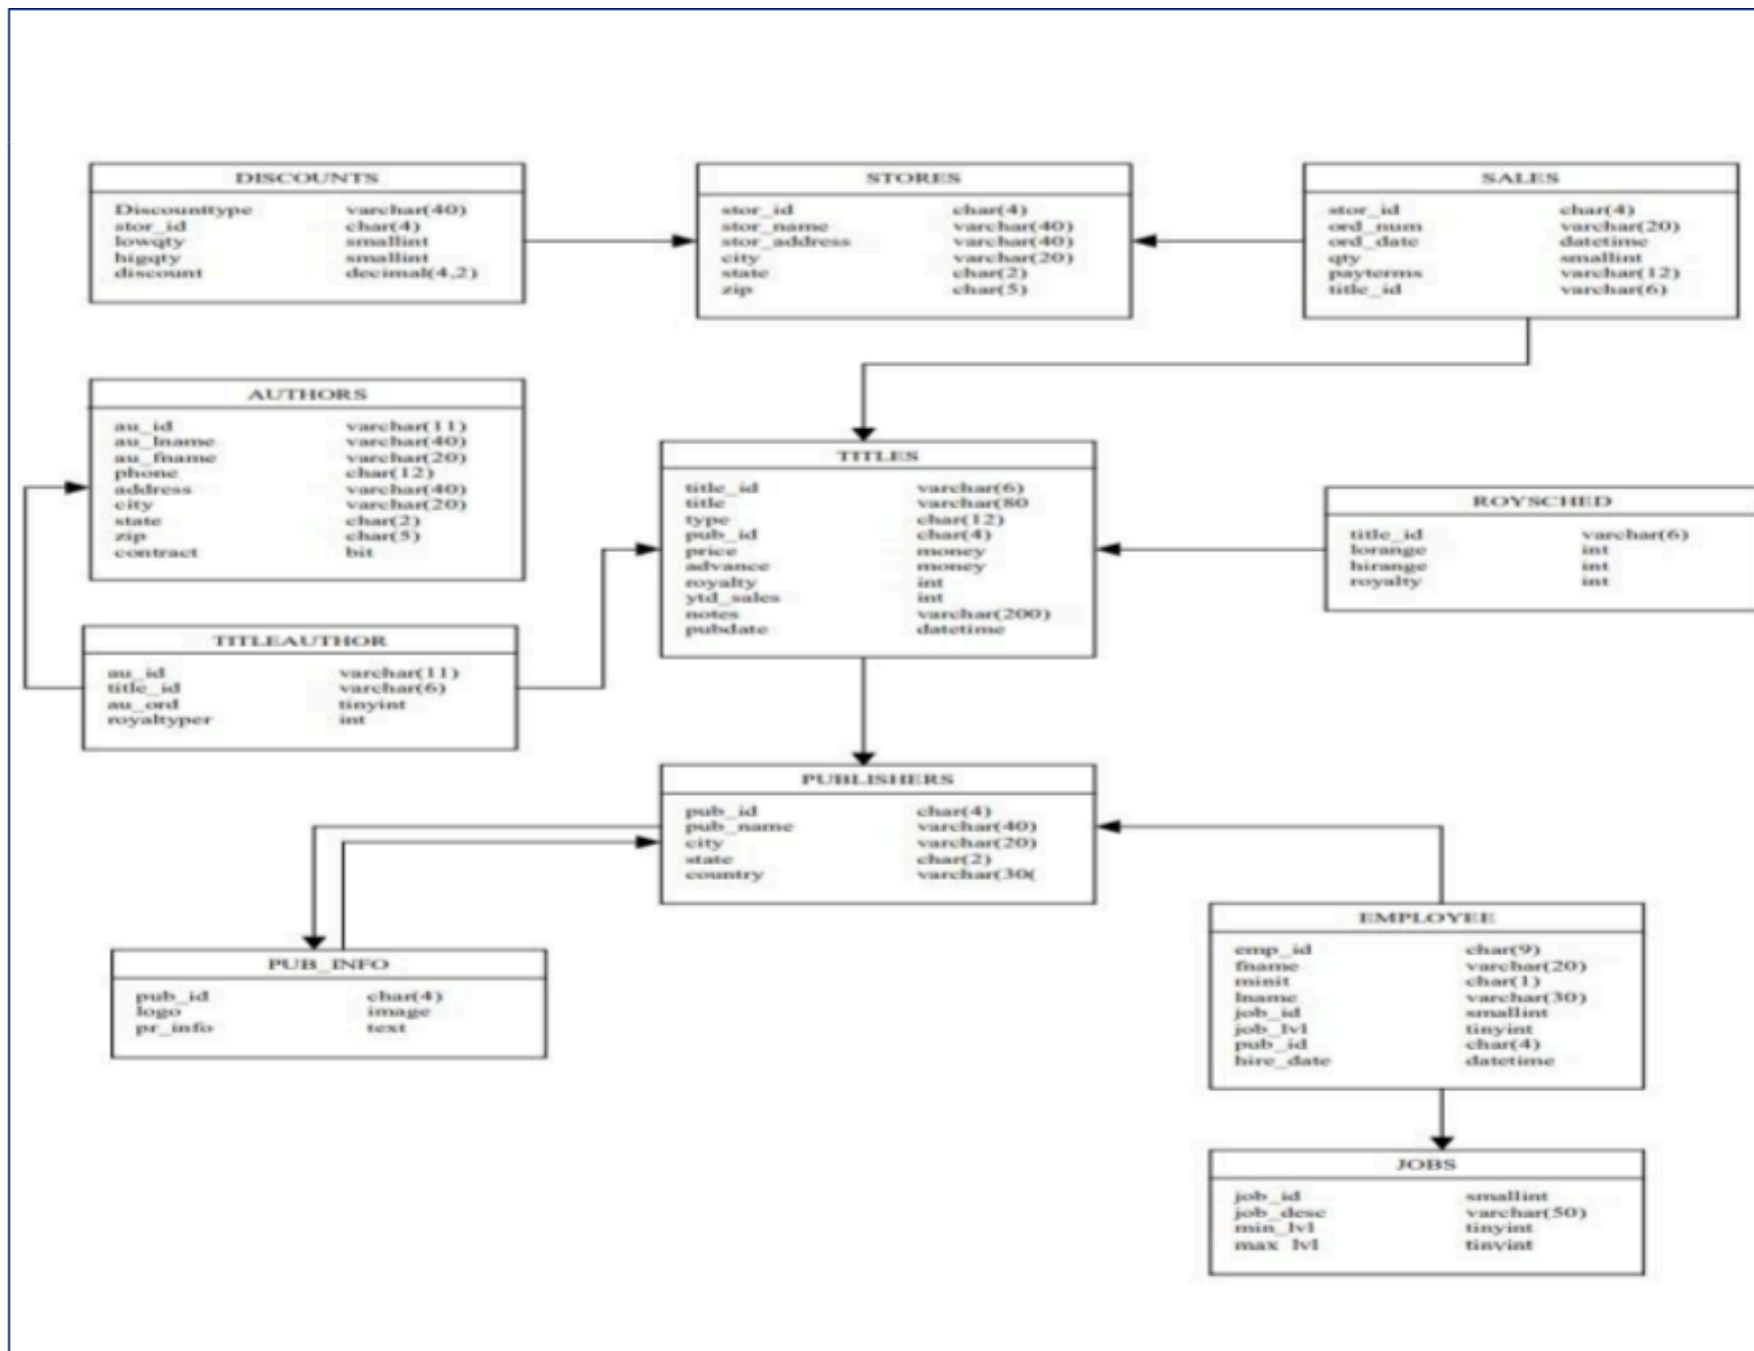 DISCOUNTS
Discounttype varchar(40)
stor_id char(4)
lowqty smallint
higqty smallint
discount decimal(4,2)
STORES
stor_id char(4)
stor_name varchar(40)
stor_address varchar(40)
city varchar(20)
state char(2)
zip char(5)
SALES
stor_id char(4)
ord_num varchar(20)
ord_date datetime
qty smallint
payterms varchar(12)
title_id varchar(6)
AUTHORS
au_id varchar(11)
au_lname varchar(40)
au_fname varchar(20)
phone char(12)
address varchar(40)
city varchar(20)
state char(2)
zip char(5)
contract bit
TITLES
title_id varchar(6)
title varchar(80
type char(12)
pub_id char(4)
price money
advance money
royalty int
ytd_sales int
notes varchar(200)
pubdate datetime
ROYSCHED
title_id varchar(6)
lorange int
hirange int
royalty int
TITLEAUTHOR
au_id varchar(11)
title_id varchar(6)
au_ord tinyint
royaltyper int
PUBLISHERS
pub_id char(4)
pub_name varchar(40)
city varchar(20)
state char(2)
country varchar(30(
PUB_INFO
pub_id char(4)
logo image
pr_info text
EMPLOYEE
emp_id char(9)
fname varchar(20)
minit char(1)
lname varchar(30)
job_id smallint
job_lvl tinyint
pub_id char(4)
hire_date datetime
JOBS
job_id smallint
job_desc varchar(50)
min_lvl tinyint
max_lvl tinyint